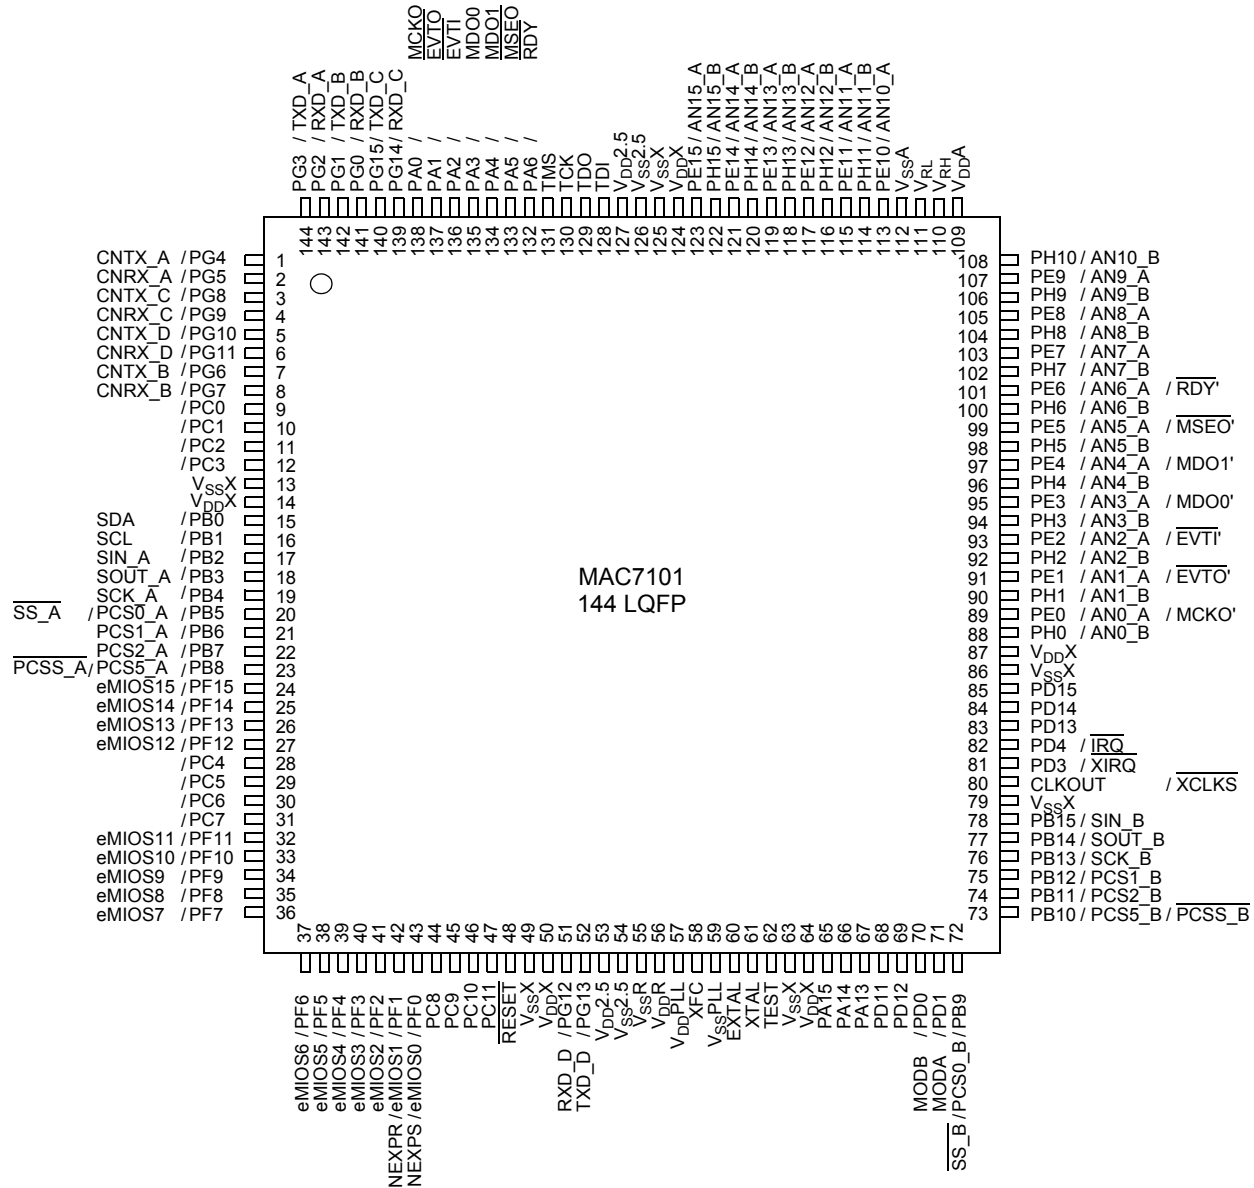 MCKO
EVTO
EVTI
MDO0
MDO1
MSEO
RDY
PG3 / TXD_A
PG2 / RXD_A
PG1 / TXD_B
PG0 / RXD_B
PG15/ TXD_C
PG14/ RXD_C
PA0 /
PA1 /
PA2 /
PA3 /
PA4 /
PA5 /
PA6 /
TMS
TCK
TDO
TDI
VDD2.5
VSS2.5
VSSX
VDDX
PE15 / AN15_A
PH15 / AN15_B
PE14 / AN14_A
PH14 / AN14_B
PE13 / AN13_A
PH13 / AN13_B
PE12 / AN12_A
PH12 / AN12_B
PE11 / AN11_A
PH11 / AN11_B
PE10 / AN10_A
VSSA
VRL
VRH
VDDA
144 143 142 141 140 139 138 137 136 135 134 133 132 131 130 129 128 127 126 125 124 123 122 121 120 119 118 117 116 115 114 113 112 111 110 109
CNTX_A / PG4 1
CNRX_A / PG5 2
CNTX_C / PG8 3
CNRX_C / PG9 4
CNTX_D / PG10 5
CNRX_D / PG11 6
CNTX_B / PG7 7
CNRX_B / PG7 8
/ PC0 9
/ PC1 10
/ PC2 11
/ PC3 12
VSSX 13
VDDX 14
SDA / PB0 15
SCL / PB1 16
SIN_A / PB2 17
SOUT_A / PB3 18
SCK_A / PB4 19
SS_A / PCS0_A / PB5 20
PCS1_A / PB6 21
PCS2_A / PB7 22
PCSS_A / PCS5_A / PB8 23
eMIOS15 / PF15 24
eMIOS14 / PF14 25
eMIOS13 / PF13 26
eMIOS12 / PF12 27
/ PC4 28
/ PC5 29
/ PC6 30
/ PC7 31
eMIOS11 / PF11 32
eMIOS10 / PF10 33
eMIOS9 / PF9 34
eMIOS8 / PF8 35
eMIOS7 / PF7 36
MAC7101
144 LQFP
108 PH10 / AN10_B
107 PE9 / AN9_A
106 PH9 / AN9_B
105 PE8 / AN8_A
104 PH8 / AN8_B
103 PE7 / AN7_A
102 PH7 / AN7_B
101 PE6 / AN6_A / RDY'
100 PH6 / AN6_B
99 PE5 / AN5_A / MSEO'
98 PH5 / AN5_B
97 PE4 / AN4_A / MDO1'
96 PH4 / AN4_B
95 PE3 / AN3_A / MDO0'
94 PH3 / AN3_B
93 PE2 / AN2_A / EVTI'
92 PH2 / AN2_B
91 PE1 / AN1_A / EVTO'
90 PH1 / AN1_B
89 PE0 / AN0_A / MCKO'
88 PH0 / AN0_B
87 VDDX
86 VSSX
85 PD15
84 PD14
83 PD13
82 PD4 / IRQ
81 PD3 / XIRQ
80 CLKOUT / XCLKS
79 VSSX
78 PB15 / SIN_B
77 PB14 / SOUT_B
76 PB13 / SCK_B
75 PB12 / PCS1_B
74 PB11 / PCS2_B
73 PB10 / PCS5_B / PCSS_B
37 38 39 40 41 42 43 44 45 46 47 48 49 50 51 52 53 54 55 56 57 58 59 60 61 62 63 64 65 66 67 68 69 70 71 72
eMIOS6 / PF6
eMIOS5 / PF5
eMIOS4 / PF4
eMIOS3 / PF3
eMIOS2 / PF2
NEXPR / eMIOS1 / PF1
NEXPS / eMIOS0 / PF0
PC8
PC9
PC10
PC11
RESET
VSSX
VDDX
RXD_D / PG12
TXD_D / PG13
VDD2.5
VSS2.5
VSSR
VDDR
VDDPLL
XFC
VSSPLL
EXTAL
XTAL
TEST
VSSX
VDDX
PA15
PA14
PA13
PD11
PD12
MODB / PD0
MODA / PD1
SS_B / PCS0_B / PB9